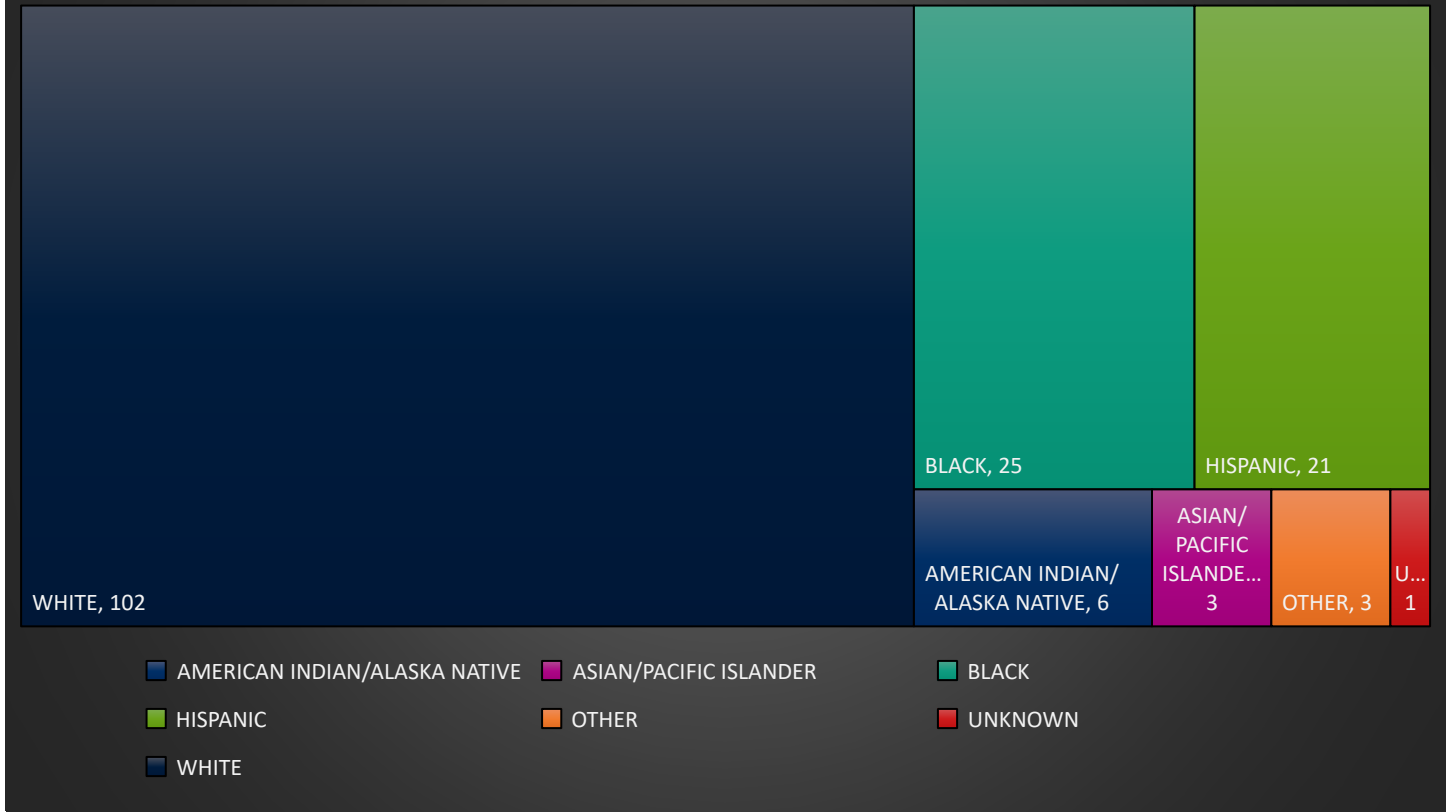 BLACK, 25
HISPANIC, 21
WHITE, 102
AMERICAN INDIAN/
ALASKA NATIVE, 6
ASIAN/
PACIFIC
ISLANDE...
3
OTHER, 3
U...
1
AMERICAN INDIAN/ALASKA NATIVE
ASIAN/PACIFIC ISLANDER
BLACK
HISPANIC
OTHER
UNKNOWN
WHITE